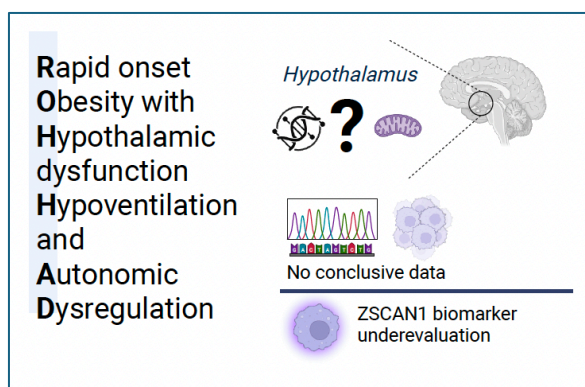 Rapid onset
Obesity with
Hypothalamic
dysfunction
Hypoventilation
and
Autonomic
Dysregulation
Hypothalamus
?
No conclusive data
ZSCAN1 biomarker
underevaluation